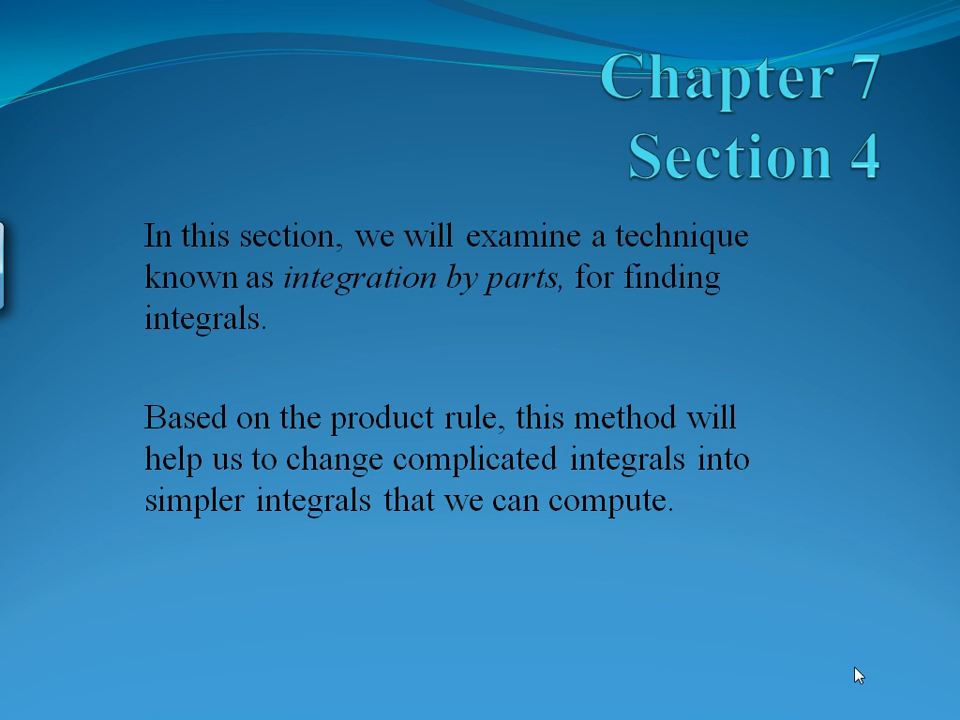 Chapter 7
Section 4
In this section, we will examine a technique
known as integration by parts, for finding
integrals.
Based on the product rule, this method will
help us to change complicated integrals into
simpler integrals that we can compute.